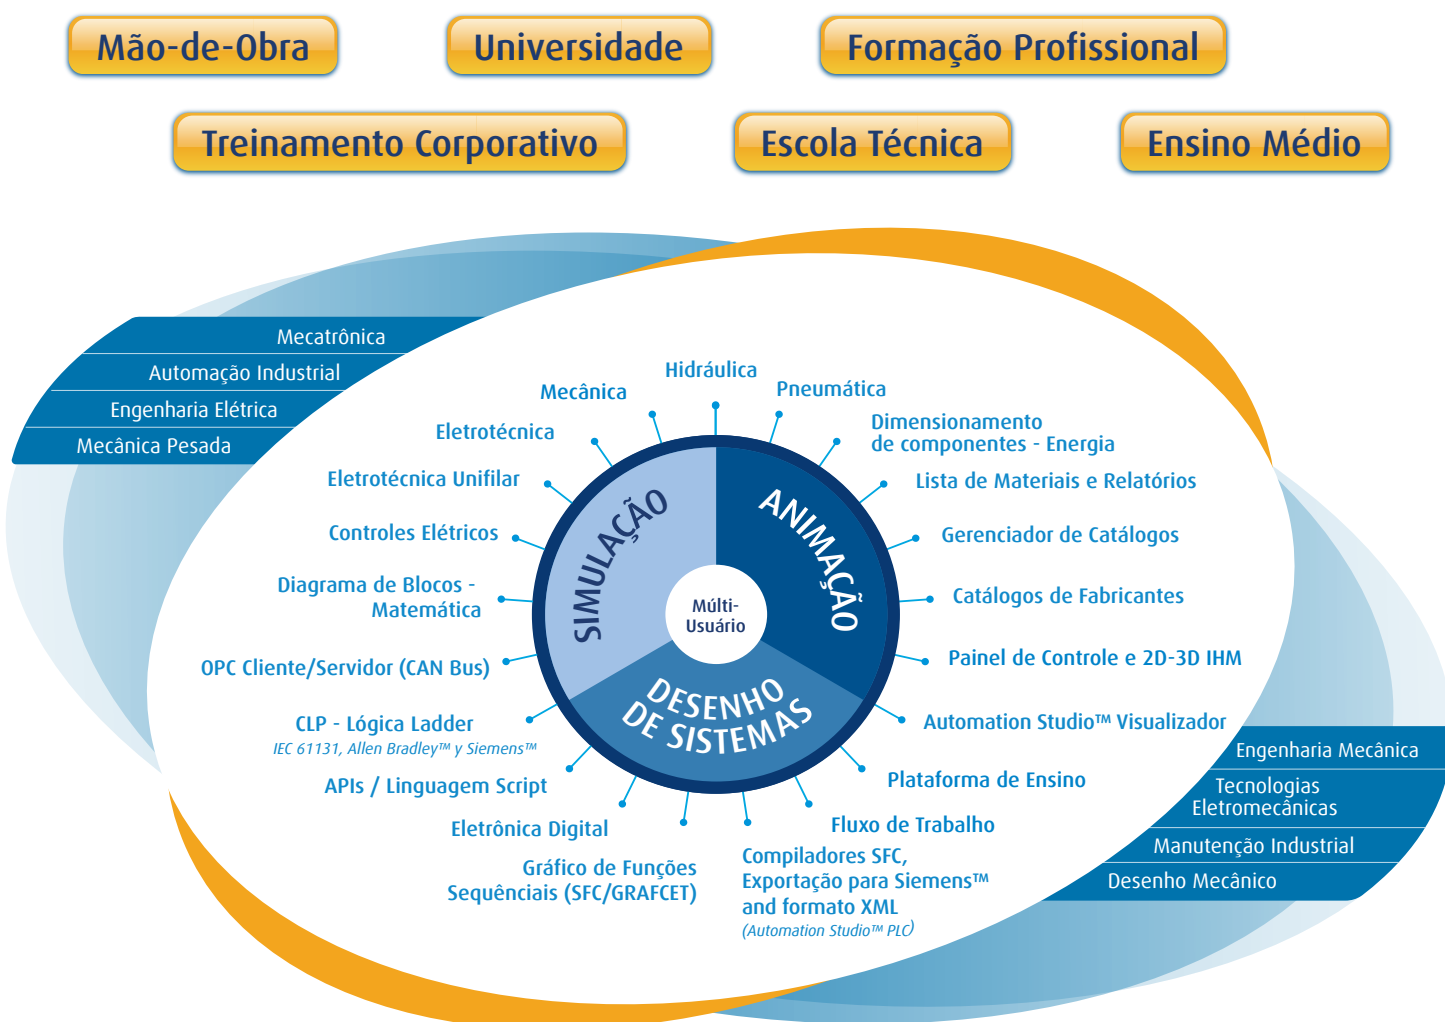 Mão-de-Obra
Universidade
Formação Profissional
Treinamento Corporativo
Escola Técnica
Ensino Médio
Mecatrônica
Automação Industrial
Engenharia Elétrica
Mecânica Pesada
Hidráulica
Pneumática
Dimensionamento
de componentes - Energia
Lista de Materiais e Relatórios
Gerenciador de Catálogos
Catálogos de Fabricantes
Painel de Controle e 2D-3D IHM
Automation Studio™ Visualizador
Plataforma de Ensino
Fluxo de Trabalho
Compiladores SFC,
Exportação para Siemens™
and formato XML
(Automation Studio™ PLC)
Gráfico de Funções
Sequênciais (SFC/GRAFCET)
Eletrônica Digital
APIs / Linguagem Script
CLP - Lógica Ladder
IEC 61131, Allen Bradley™ y Siemens™
OPC Cliente/Servidor (CAN Bus)
Diagrama de Blocos -
Matemática
Controles Elétricos
Eletrotécnica Unifilar
Eletrotécnica
Mecânica
SIMULAÇÃO
ANIMAÇÃO
DESENHO
DE SISTEMAS
Múlti-
Usuário
Engenharia Mecânica
Tecnologias
Eletromecânicas
Manutenção Industrial
Desenho Mecânico